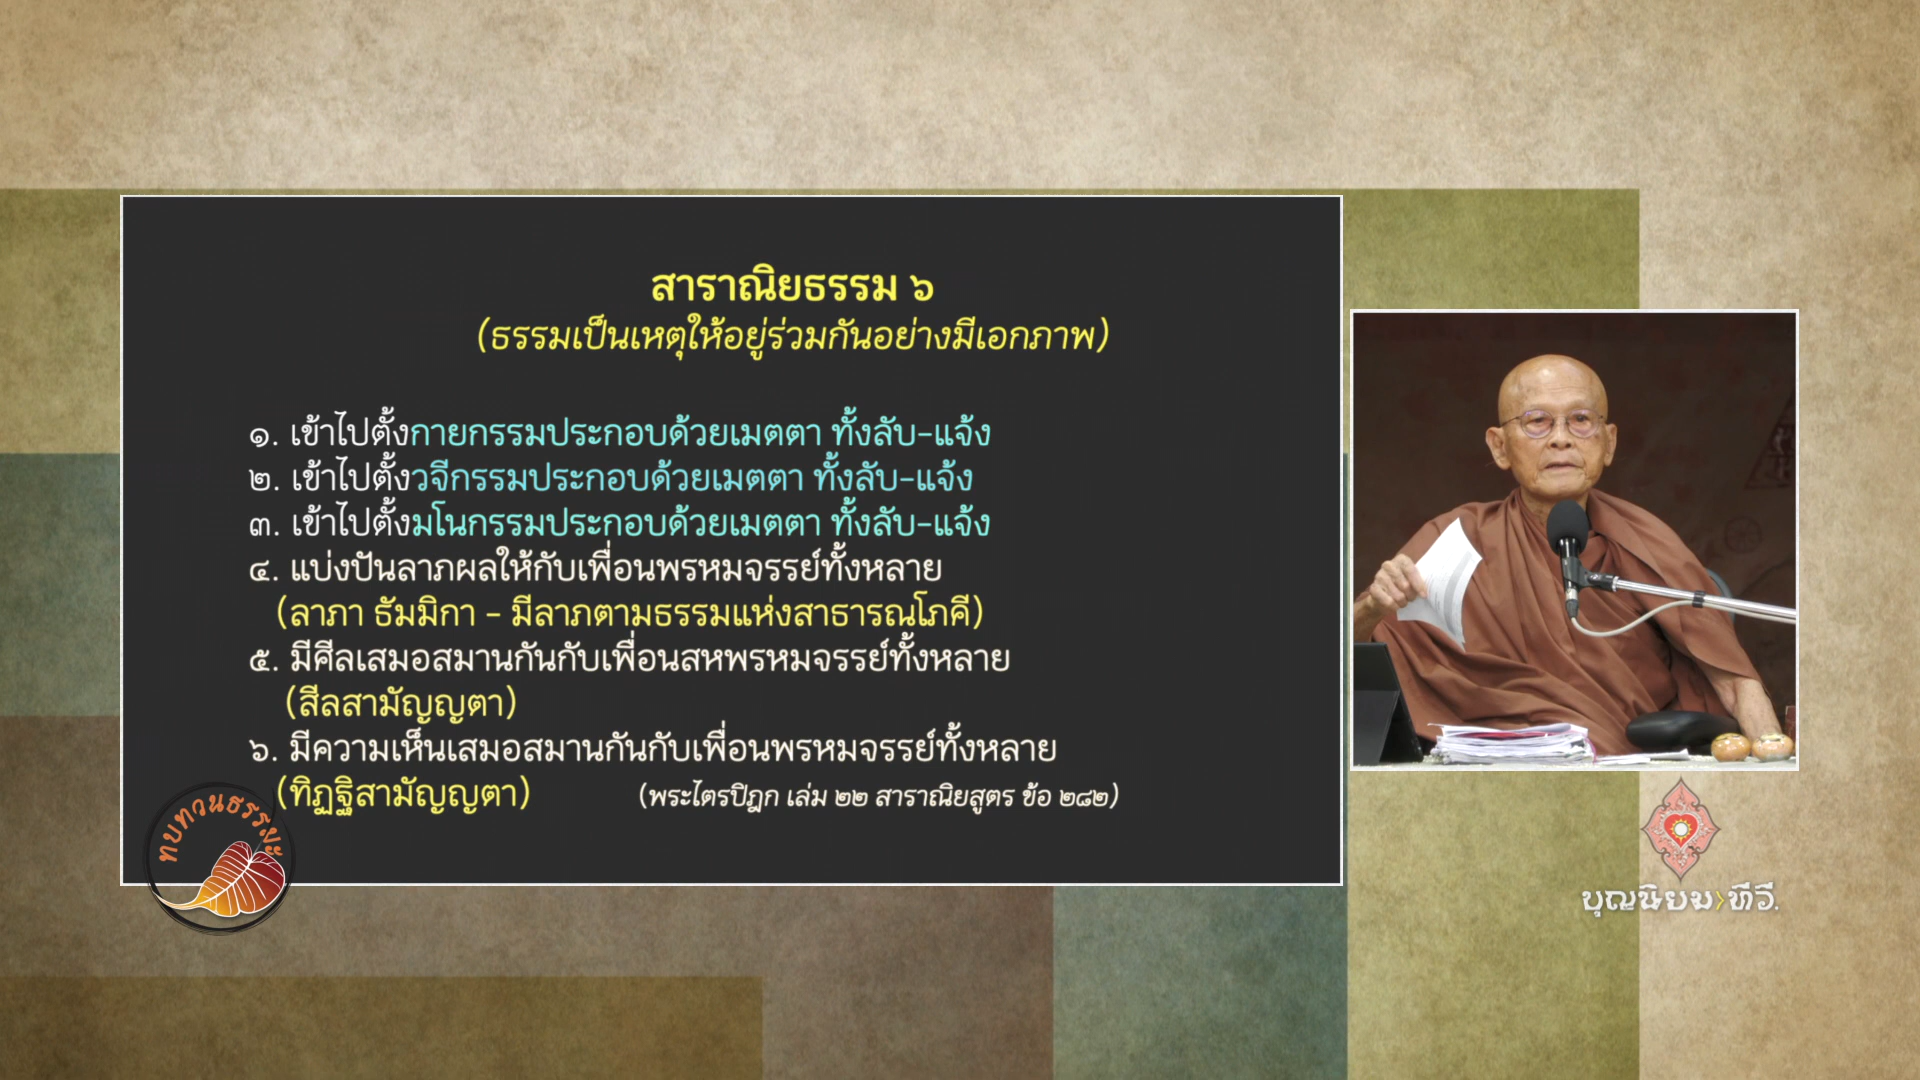 สาราณียธรรม ๖
(ธรรมเป็นเหตุให้อยู่ร่วมกันอย่างมีเอกภาพ)
๑. เข้าไปตั้งกายกรรมประกอบด้วยเมตตา ทั้งลับ-แจ้ง
๒. เข้าไปตั้งวจีกรรมประกอบด้วยเมตตา ทั้งลับ-แจ้ง
๓. เข้าไปตั้งมโนกรรมประกอบด้วยเมตตา ทั้งลับ-แจ้ง
๔. แบ่งปันลาภผลให้กับเพื่อนพรหมจรรย์ทั้งหลาย
(ลาภา ธัมมิกา - มีลาภตามธรรมแห่งสาธารณโภคี)
๕. มีศีลเสมอสมานกันกับเพื่อนสหพรหมจรรย์ทั้งหลาย
(สีลสามัญญตา)
๖. มีความเห็นเสมอสมานกันกับเพื่อนพรหมจรรย์ทั้งหลาย
(ทิฏฐิสามัญญตา) (พระไตรปิฎก เล่ม ๒๒ สาราณิยสูตร ข้อ ๒๘๒)
ทบทวนธรรมะ
บุญนิยม ทีวี.